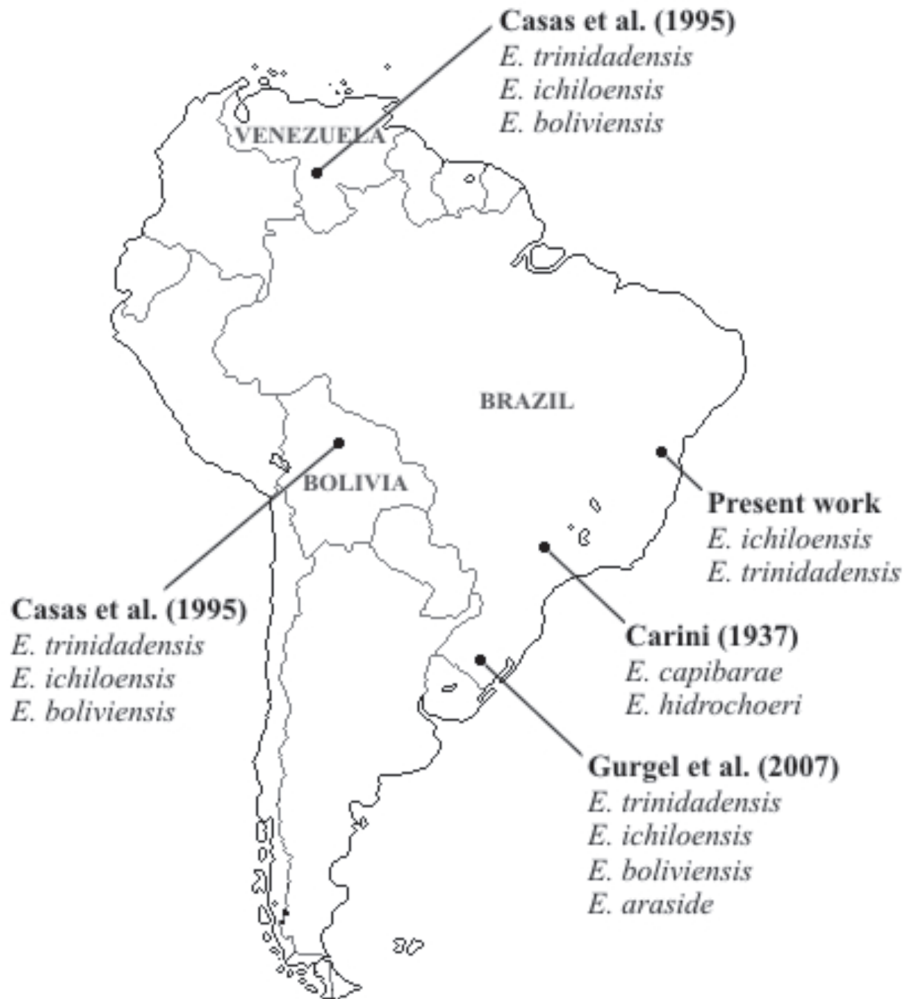 Casas et al. (1995)
E. trinidadensis
E. ichiloensis
E. boliviensis
VENEZUELA
BRAZIL
BOLIVIA
Present work
E. ichiloensis
E. trinidadensis
Casas et al. (1995)
E. trinidadensis
E. ichiloensis
E. boliviensis
Carini (1937)
E. capibarae
E. hidrochoeri
Gurgel et al. (2007)
E. trinidadensis
E. ichiloensis
E. boliviensis
E. araside